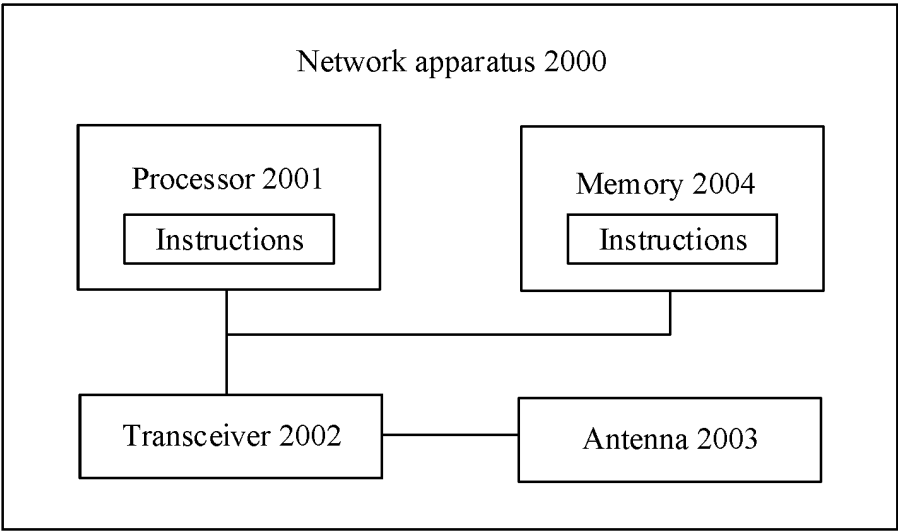 Network apparatus 2000
Processor 2001
Instructions
Memory 2004
Instructions
Transceiver 2002
Antenna 2003